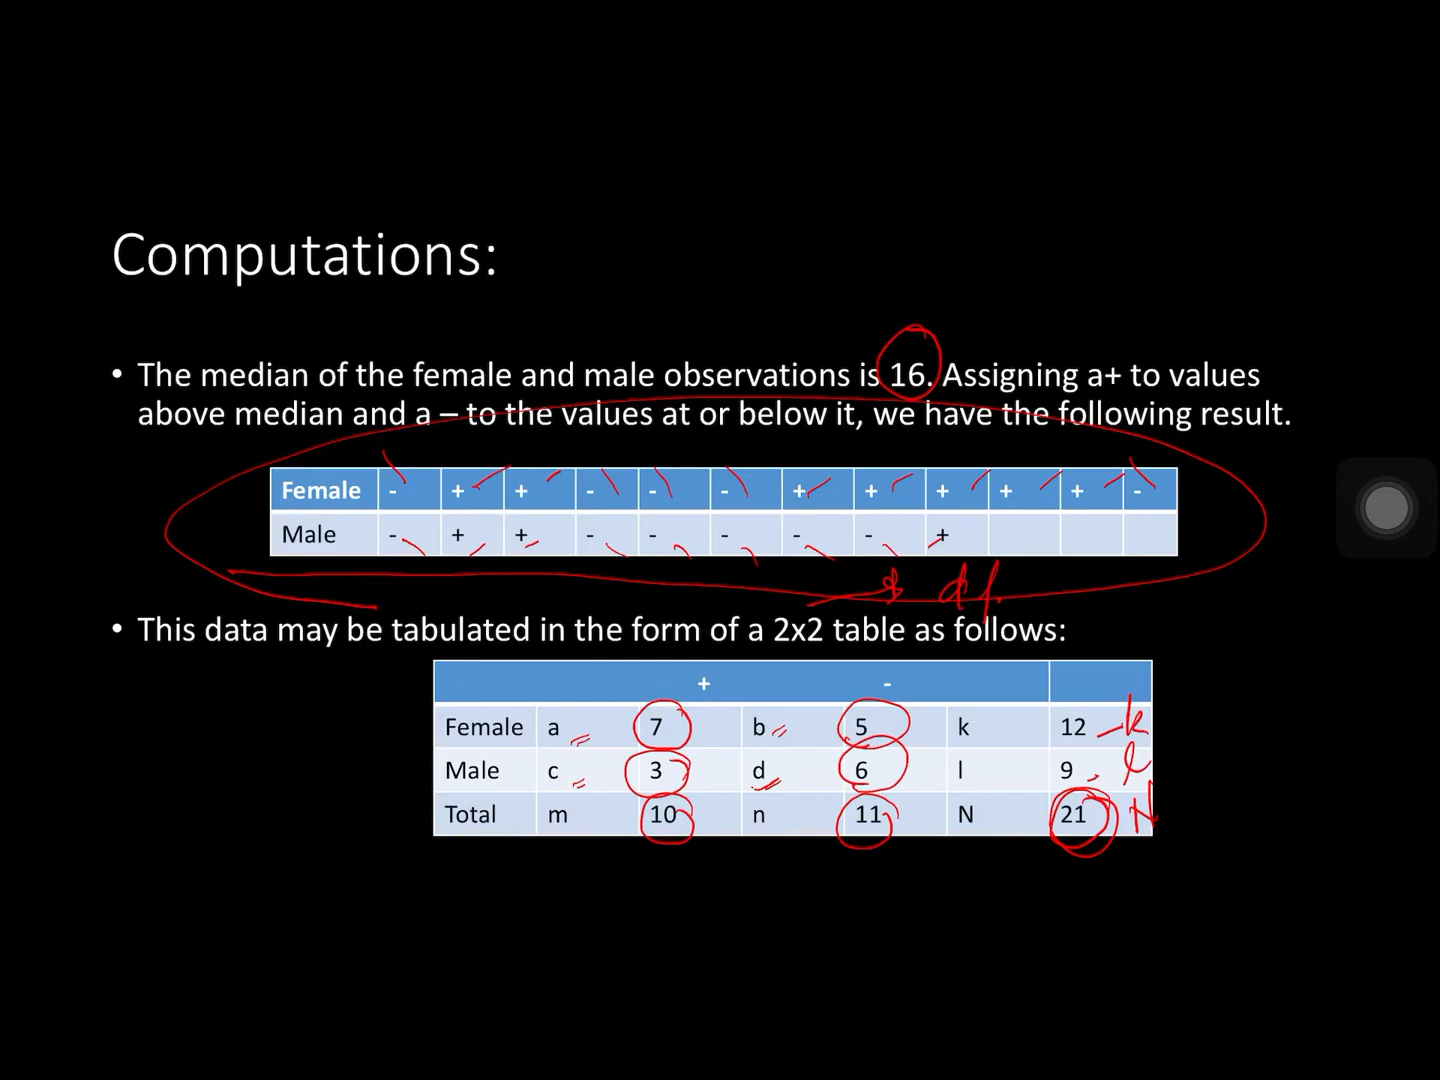 Computations:
• The median of the female and male observations is 16. Assigning a+ to values
above median and a – to the values at or below it, we have the following result.
Female - + + - - - + + + + + -
Male - + + - - - - - +
df.
• This data may be tabulated in the form of a 2x2 table as follows:
+ -
Female a 7 b 5 k 12 k
Male c 3 d 6 l 9 l
Total m 10 n 11 N 21 N